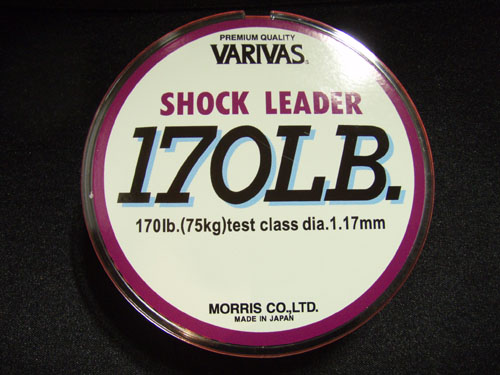 PREMIUM QUALITY
VARIVAS
SHOCK LEADER
170LB.
170lb.(75kg)test class dia.1.17mm
MORRIS CO.,LTD.
MADE IN JAPAN